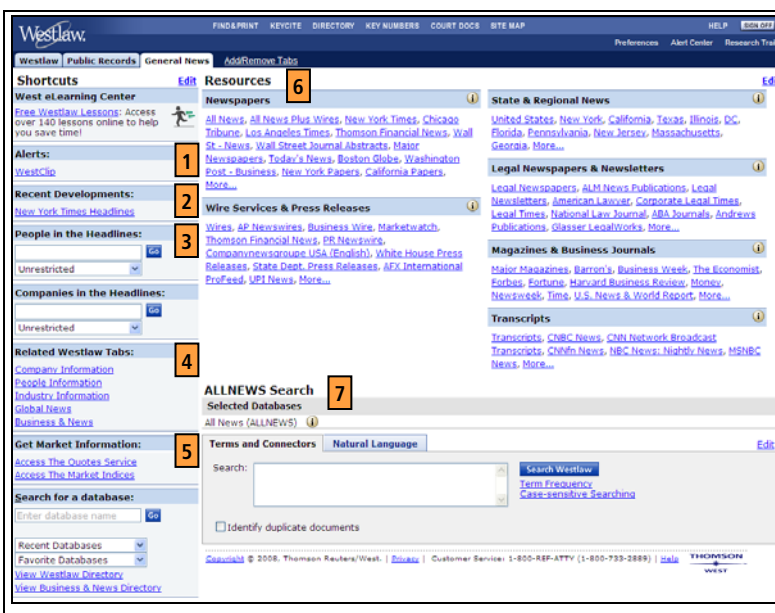 Westlaw.
FIND&PRINT KEYCITE DIRECTORY KEY NUMBERS COURT DOCS SITE MAP
HELP SIGN OFF
Preferences Alert Center Research Trail
Westlaw Public Records General News Add/Remove Tabs
Shortcuts Edit
West eLearning Center
Free Westlaw Lessons: Access
over 140 lessons online to help
you save time!
Alerts:
1
WestClip
Recent Developments:
2
New York Times Headlines
People in the Headlines:
3
Go
Unrestricted
Companies in the Headlines:
Go
Unrestricted
Related Westlaw Tabs:
4
Company Information
People Information
Industry Information
Global News
Business & News
Get Market Information:
5
Access The Quotes Service
Access The Market Indices
Search for a database:
Enter database name Go
Recent Databases
Favorite Databases
View Westlaw Directory
View Business & News Directory
Resources
6
Newspapers
All News, All News Plus Wires, New York Times, Chicago
Tribune, Los Angeles Times, Thomson Financial News, Wall
St - News, Wall Street Journal Abstracts, Major
Newspapers, Today's News, Boston Globe, Washington
Post - Business, New York Papers, California Papers,
More...
Wire Services & Press Releases
Wires, AP Newswires, Business Wire, Marketwatch,
Thomson Financial News, PR Newswire,
Companynewsgroupe USA (English), White House Press
Releases, State Dept. Press Releases, AFX International
ProFeed, UPI News, More...
Edi
State & Regional News
United States, New York, California, Texas, Illinois, DC,
Florida, Pennsylvania, New Jersey, Massachusetts,
Georgia, More...
Legal Newspapers & Newsletters
Legal Newspapers, ALM News Publications, Legal
Newsletters, American Lawyer, Corporate Legal Times,
Legal Times, National Law Journal, ABA Journals, Andrews
Publications, Glasser LegalWorks, More...
Magazines & Business Journals
Major Magazines, Barron's, Business Week, The Economist,
Forbes, Fortune, Harvard Business Review, Money,
Newsweek, Time, U.S. News & World Report, More...
Transcripts
Transcripts, CNBC News, CNN Network Broadcast
Transcripts, CNNfn News, NBC News: Nightly News, MSNBC
News, More...
ALLNEWS Search
7
Selected Databases
All News (ALLNEWS)
Terms and Connectors Natural Language Edit
Search:
Search Westlaw
Term Frequency
Case-sensitive Searching
Identify duplicate documents
Copyright © 2008. Thomson Reuters/West. | Privacy | Customer Service: 1-800-REF-ATTY (1-800-733-2889) | Help
THOMSON
WEST